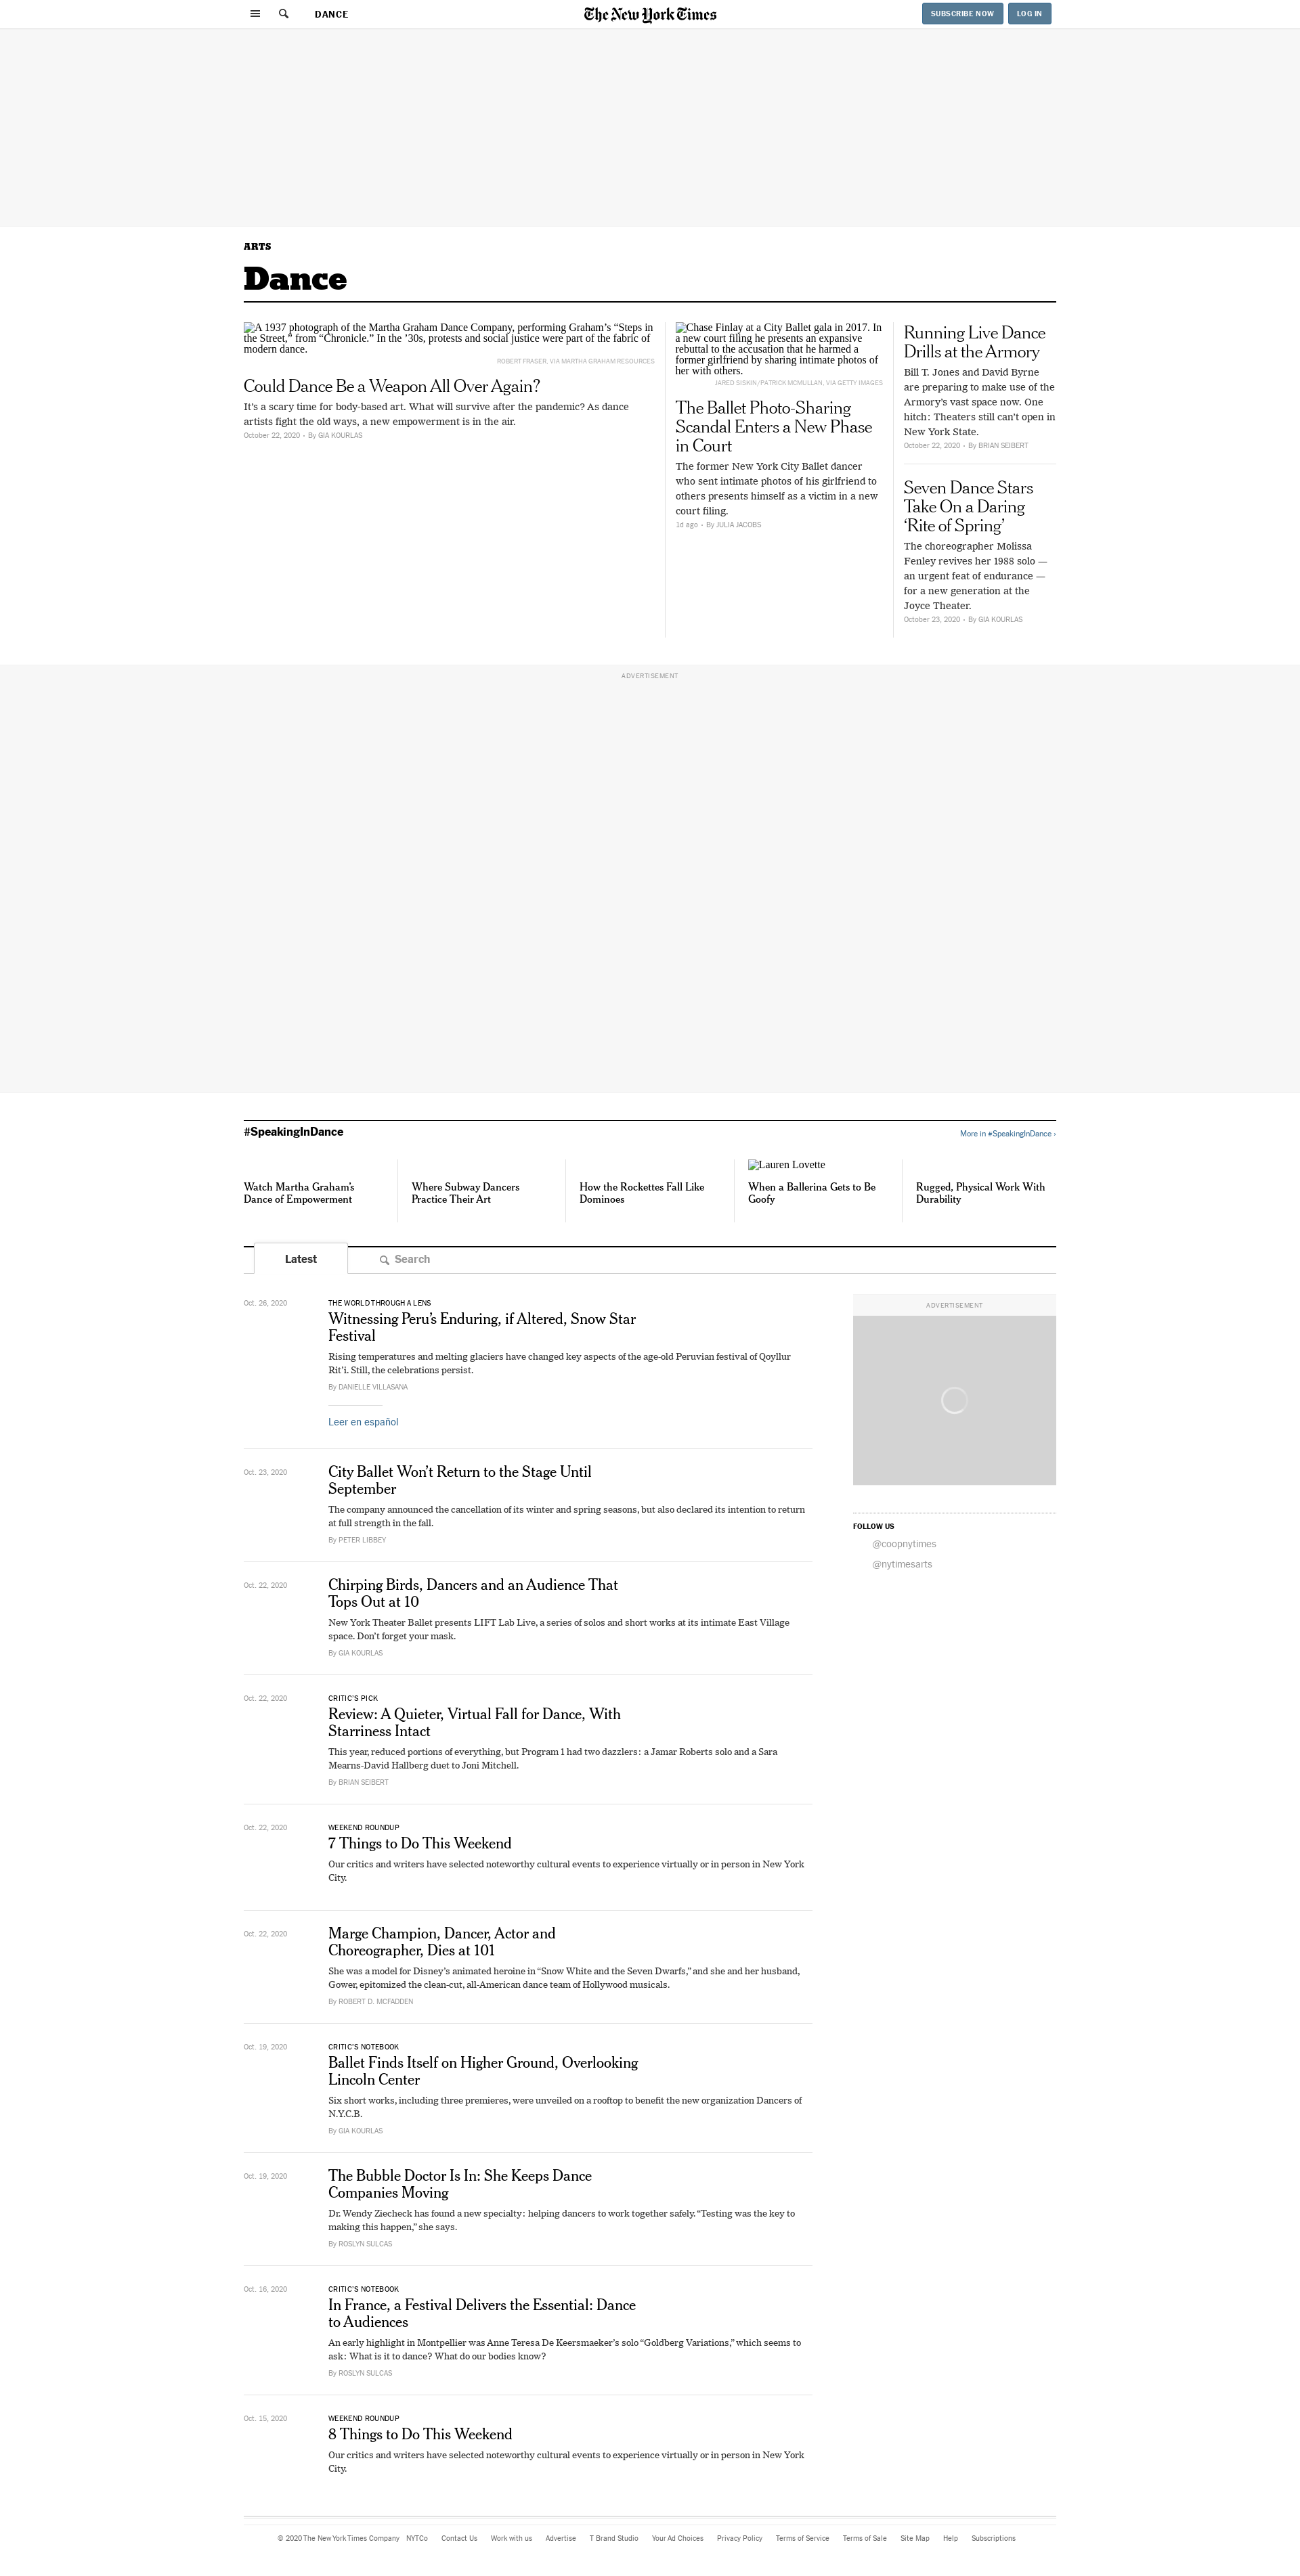 DANCE
The New York Times
SUBSCRIBE NOW
LOG IN
ARTS
Dance
A 1937 photograph of the Martha Graham Dance Company, performing Graham’s “Steps in
the Street,” from “Chronicle.” In the ’30s, protests and social justice were part of the fabric of
modern dance.
ROBERT FRASER, VIA MARTHA GRAHAM RESOURCES
Could Dance Be a Weapon All Over Again?
It’s a scary time for body-based art. What will survive after the pandemic? As dance
artists fight the old ways, a new empowerment is in the air.
October 22, 2020 • By GIA KOURLAS
Chase Finlay at a City Ballet gala in 2017. In
a new court filing he presents an expansive
rebuttal to the accusation that he harmed a
former girlfriend by sharing intimate photos of
her with others.
JARED SISKIN/PATRICK MCMULLAN, VIA GETTY IMAGES
The Ballet Photo-Sharing
Scandal Enters a New Phase
in Court
The former New York City Ballet dancer
who sent intimate photos of his girlfriend to
others presents himself as a victim in a new
court filing.
1d ago • By JULIA JACOBS
Running Live Dance
Drills at the Armory
Bill T. Jones and David Byrne
are preparing to make use of the
Armory’s vast space now. One
hitch: Theaters still can’t open in
New York State.
October 22, 2020 • By BRIAN SEIBERT
Seven Dance Stars
Take On a Daring
‘Rite of Spring’
The choreographer Molissa
Fenley revives her 1988 solo —
an urgent feat of endurance —
for a new generation at the
Joyce Theater.
October 23, 2020 • By GIA KOURLAS
ADVERTISEMENT
#SpeakingInDance
More in #SpeakingInDance ›
Watch Martha Graham’s
Dance of Empowerment
Where Subway Dancers
Practice Their Art
How the Rockettes Fall Like
Dominoes
Lauren Lovette
When a Ballerina Gets to Be
Goofy
Rugged, Physical Work With
Durability
Latest
Search
Oct. 26, 2020
THE WORLD THROUGH A LENS
Witnessing Peru’s Enduring, if Altered, Snow Star
Festival
Rising temperatures and melting glaciers have changed key aspects of the age-old Peruvian festival of Qoyllur
Rit’i. Still, the celebrations persist.
By DANIELLE VILLASANA
Leer en español
Oct. 23, 2020
City Ballet Won’t Return to the Stage Until
September
The company announced the cancellation of its winter and spring seasons, but also declared its intention to return
at full strength in the fall.
By PETER LIBBEY
Oct. 22, 2020
Chirping Birds, Dancers and an Audience That
Tops Out at 10
New York Theater Ballet presents LIFT Lab Live, a series of solos and short works at its intimate East Village
space. Don’t forget your mask.
By GIA KOURLAS
Oct. 22, 2020
CRITIC’S PICK
Review: A Quieter, Virtual Fall for Dance, With
Starriness Intact
This year, reduced portions of everything, but Program 1 had two dazzlers: a Jamar Roberts solo and a Sara
Mearns-David Hallberg duet to Joni Mitchell.
By BRIAN SEIBERT
Oct. 22, 2020
WEEKEND ROUNDUP
7 Things to Do This Weekend
Our critics and writers have selected noteworthy cultural events to experience virtually or in person in New York
City.
Oct. 22, 2020
Marge Champion, Dancer, Actor and
Choreographer, Dies at 101
She was a model for Disney’s animated heroine in “Snow White and the Seven Dwarfs,” and she and her husband,
Gower, epitomized the clean-cut, all-American dance team of Hollywood musicals.
By ROBERT D. MCFADDEN
Oct. 19, 2020
CRITIC’S NOTEBOOK
Ballet Finds Itself on Higher Ground, Overlooking
Lincoln Center
Six short works, including three premieres, were unveiled on a rooftop to benefit the new organization Dancers of
N.Y.C.B.
By GIA KOURLAS
Oct. 19, 2020
The Bubble Doctor Is In: She Keeps Dance
Companies Moving
Dr. Wendy Ziecheck has found a new specialty: helping dancers to work together safely. “Testing was the key to
making this happen,” she says.
By ROSLYN SULCAS
Oct. 16, 2020
CRITIC’S NOTEBOOK
In France, a Festival Delivers the Essential: Dance
to Audiences
An early highlight in Montpellier was Anne Teresa De Keersmaeker’s solo “Goldberg Variations,” which seems to
ask: What is it to dance? What do our bodies know?
By ROSLYN SULCAS
Oct. 15, 2020
WEEKEND ROUNDUP
8 Things to Do This Weekend
Our critics and writers have selected noteworthy cultural events to experience virtually or in person in New York
City.
ADVERTISEMENT
FOLLOW US
@coopnytimes
@nytimesarts
© 2020 The New York Times Company NYTCo Contact Us Work with us Advertise T Brand Studio Your Ad Choices Privacy Policy Terms of Service Terms of Sale Site Map Help Subscriptions